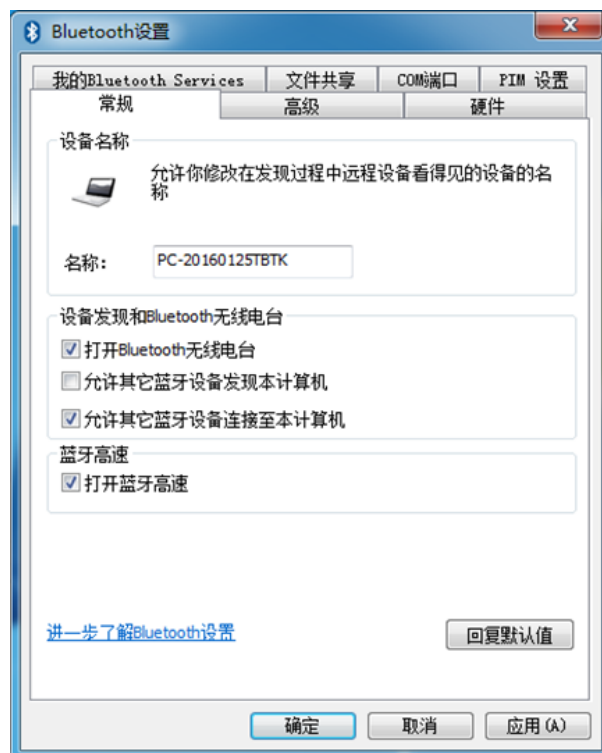 Bluetooth设置
我的Bluetooth Services 文件共享 COM端口 PIM 设置
常规 高级 硬件
设备名称
允许你修改在发现过程中远程设备看得见的设备的名
称
名称： PC-20160125TBTK
设备发现和Bluetooth无线电台
打开Bluetooth无线电台
允许其它蓝牙设备发现本计算机
允许其它蓝牙设备连接至本计算机
蓝牙高速
打开蓝牙高速
进一步了解Bluetooth设置 回复默认值
确定 取消 应用(A)